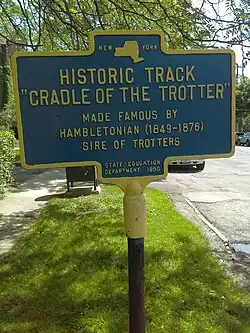 NEW YORK
HISTORIC TRACK
"CRADLE OF THE TROTTER"
MADE FAMOUS BY
HAMBLETONIAN (1849-1876)
SIRE OF TROTTERS
STATE EDUCATION
DEPARTMENT 1950